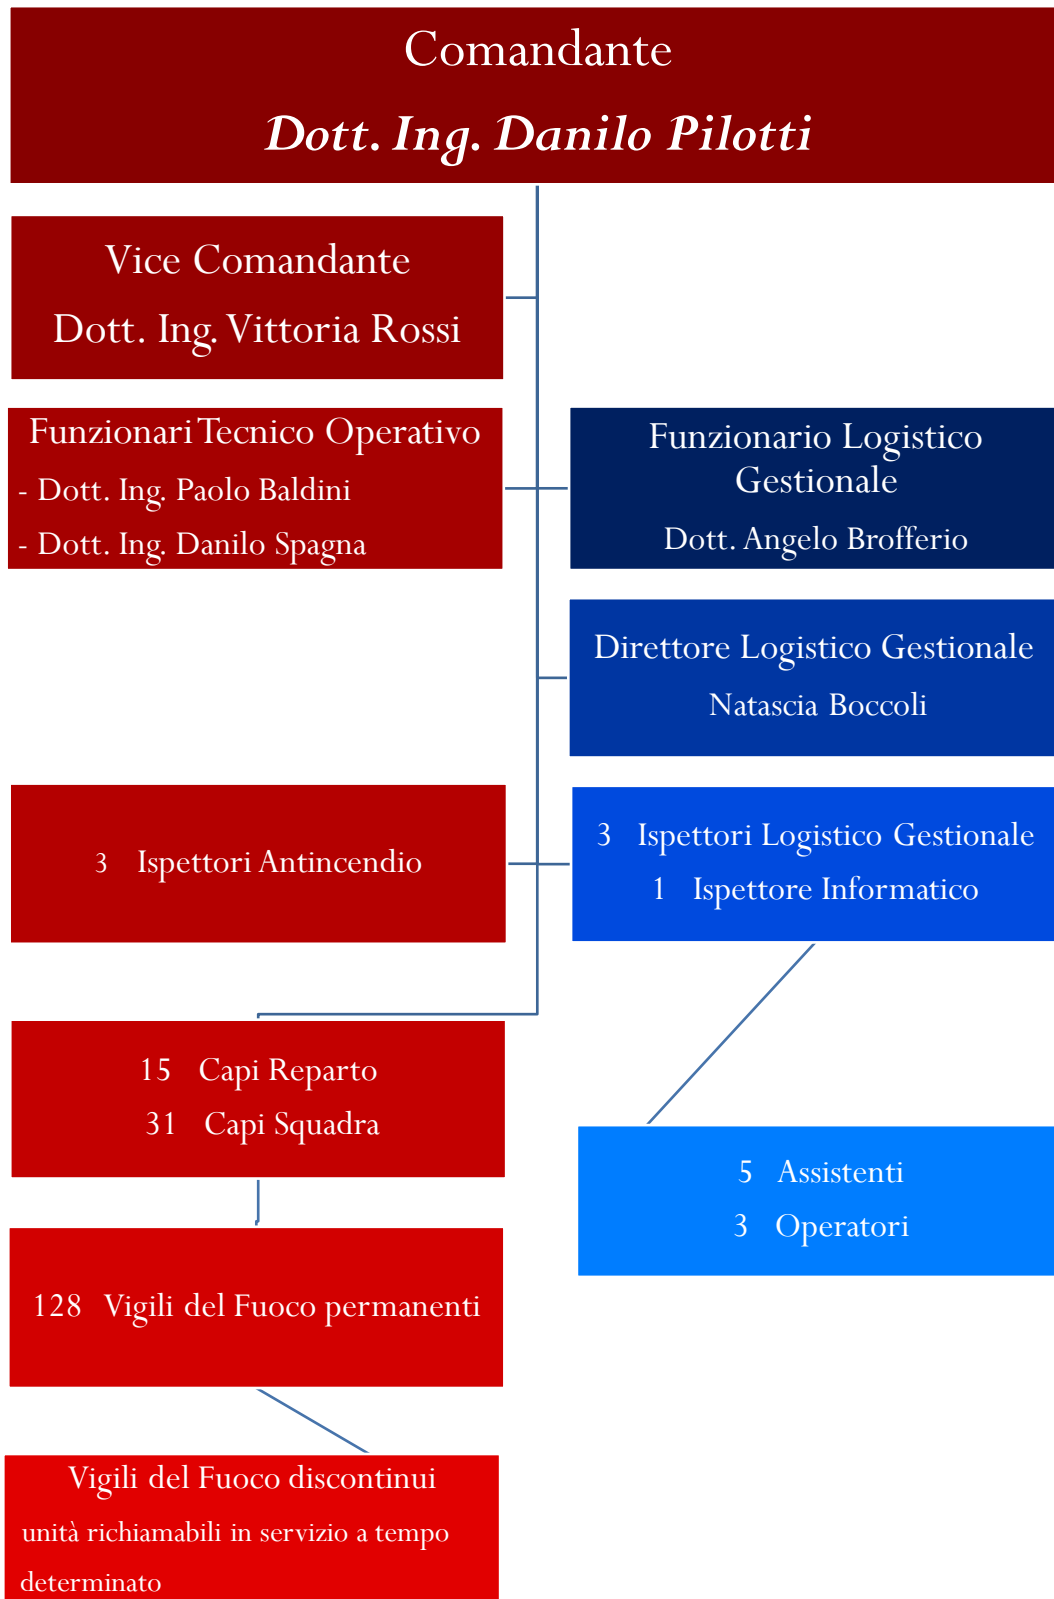 Comandante
Dott. Ing. Danilo Pilotti
Vice Comandante
Dott. Ing. Vittoria Rossi
Funzionari Tecnico Operativo
- Dott. Ing. Paolo Baldini
- Dott. Ing. Danilo Spagna
Funzionario Logistico
Gestionale
Dott. Angelo Brofferio
Direttore Logistico Gestionale
Natascia Boccoli
3 Ispettori Antincendio
3 Ispettori Logistico Gestionale
1 Ispettore Informatico
15 Capi Reparto
31 Capi Squadra
5 Assistenti
3 Operatori
128 Vigili del Fuoco permanenti
Vigili del Fuoco discontinui
unità richiamabili in servizio a tempo
determinato